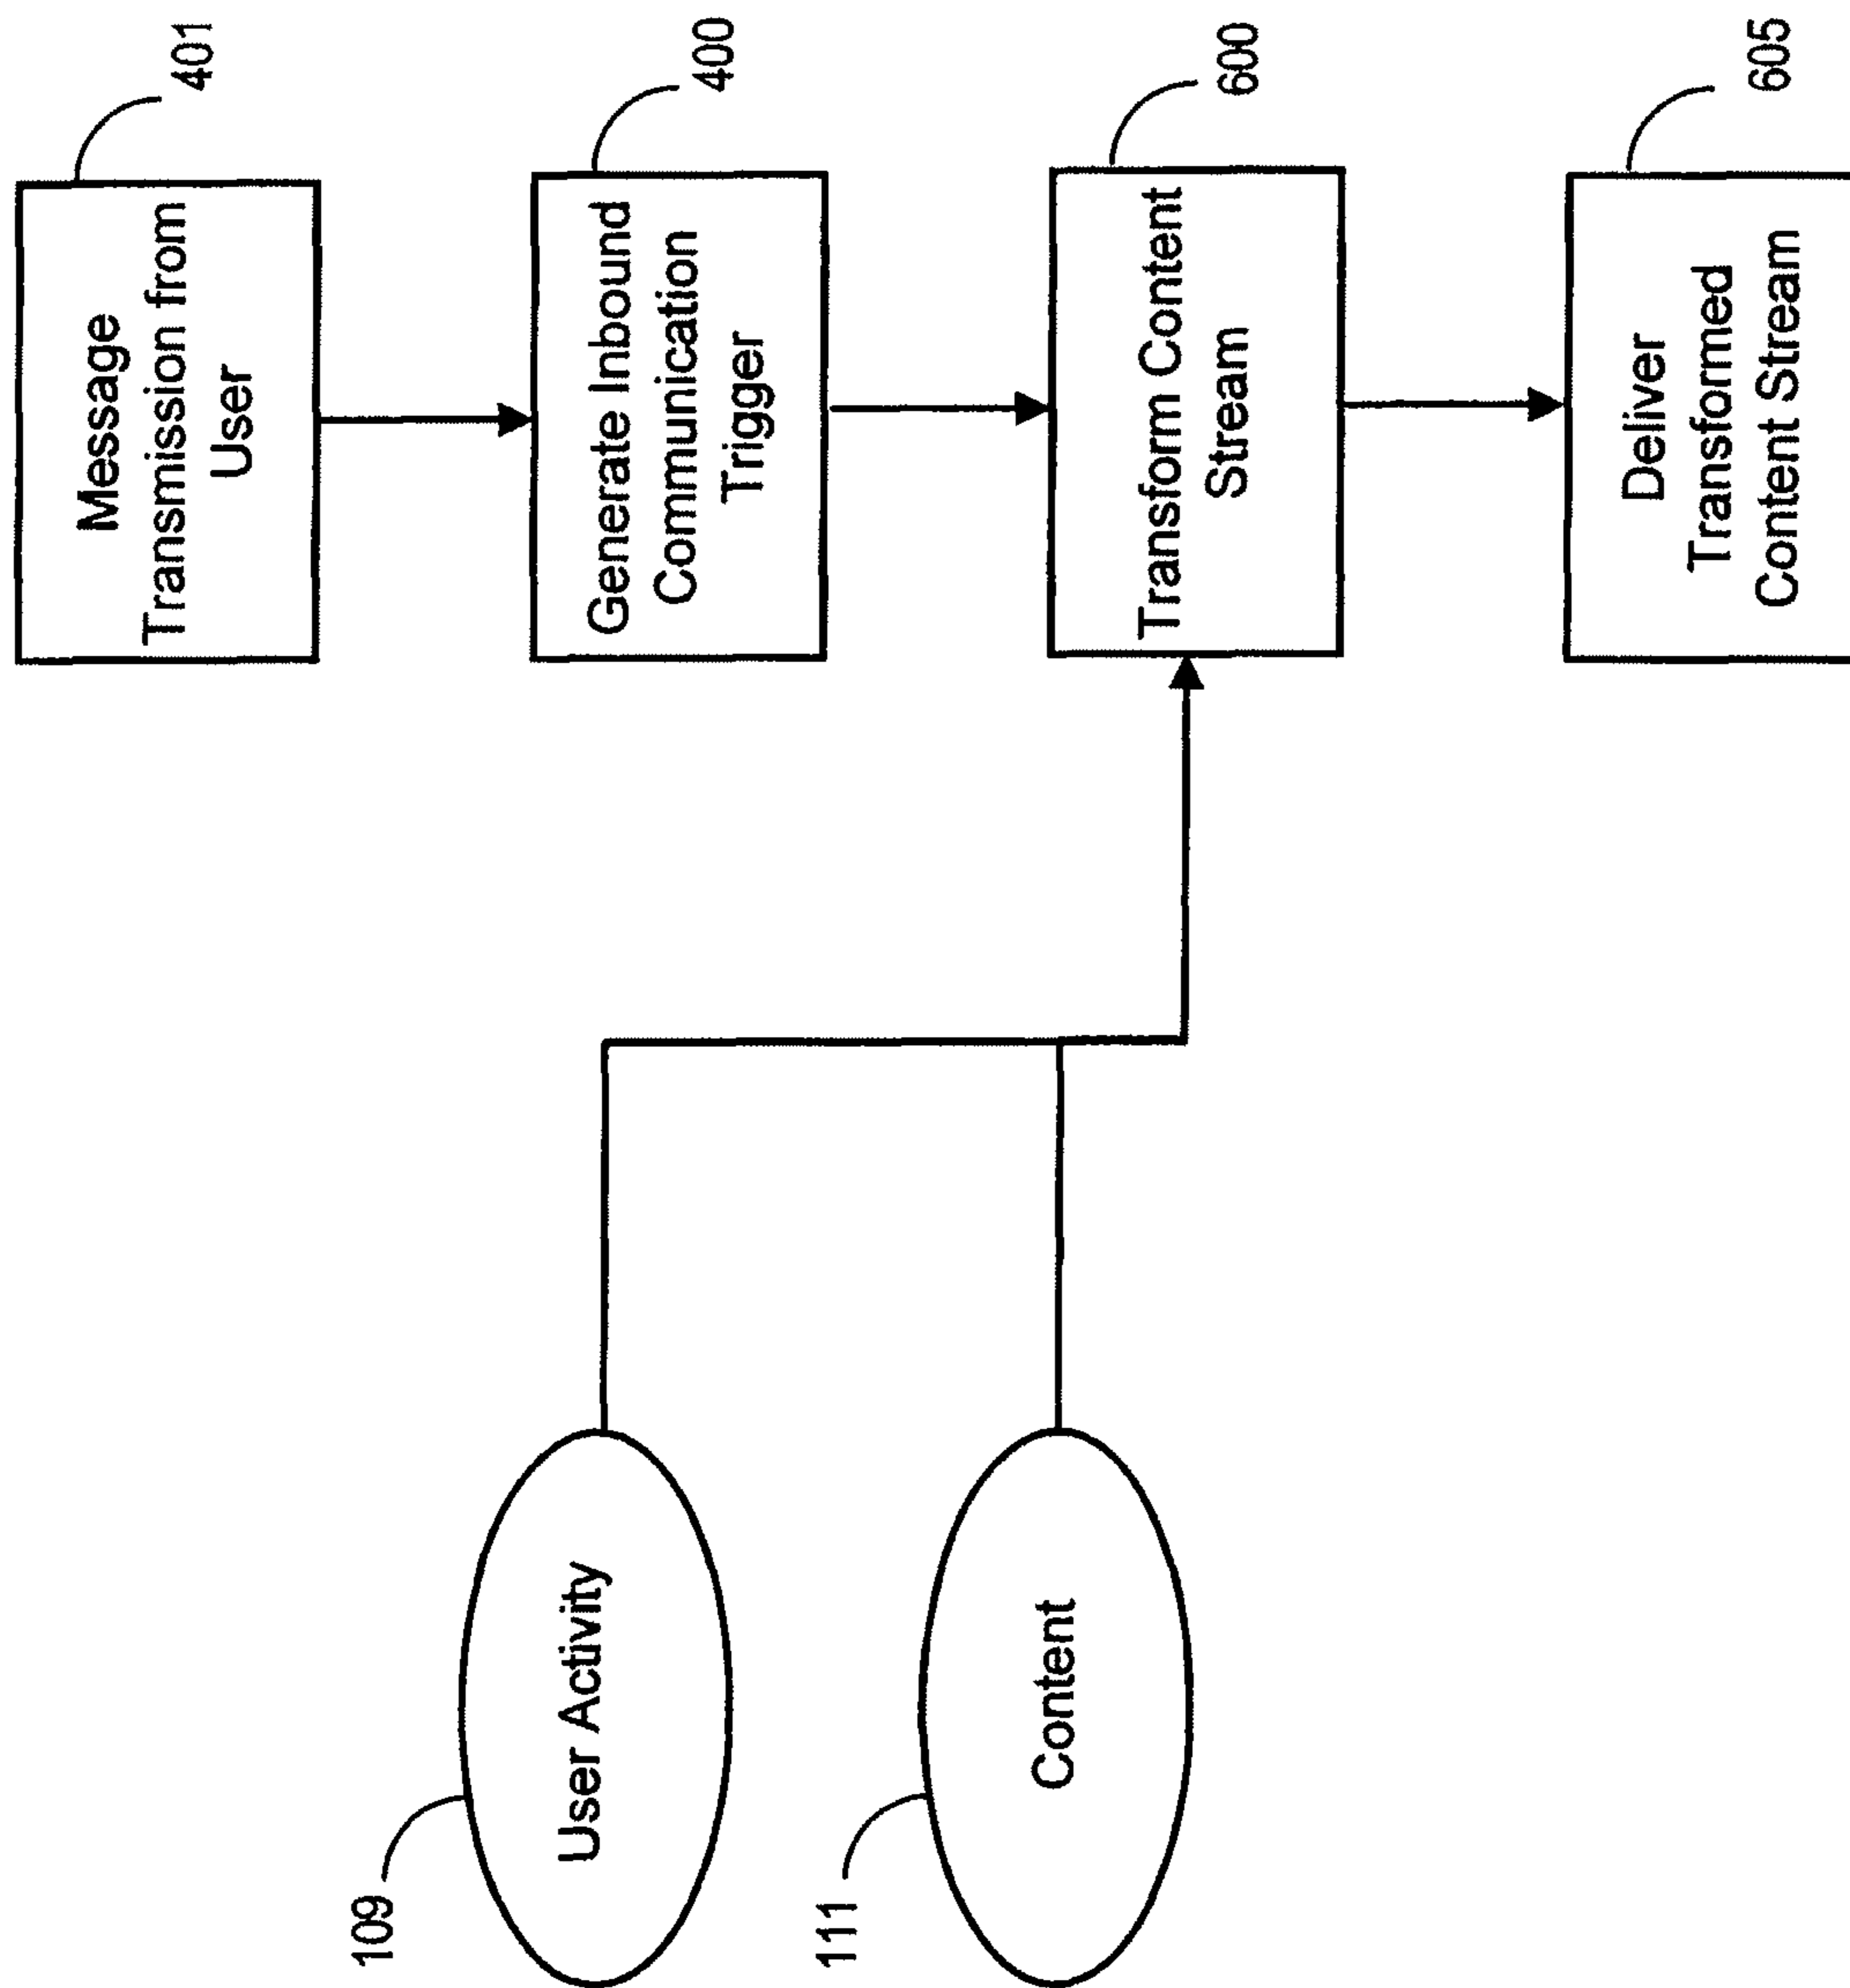 Message
Transmission from
User
401
Generate Inbound
Communication
Trigger
400
109
User Activity
111
Content
Transform Content
Stream
600
Deliver
Transformed
Content Stream
605